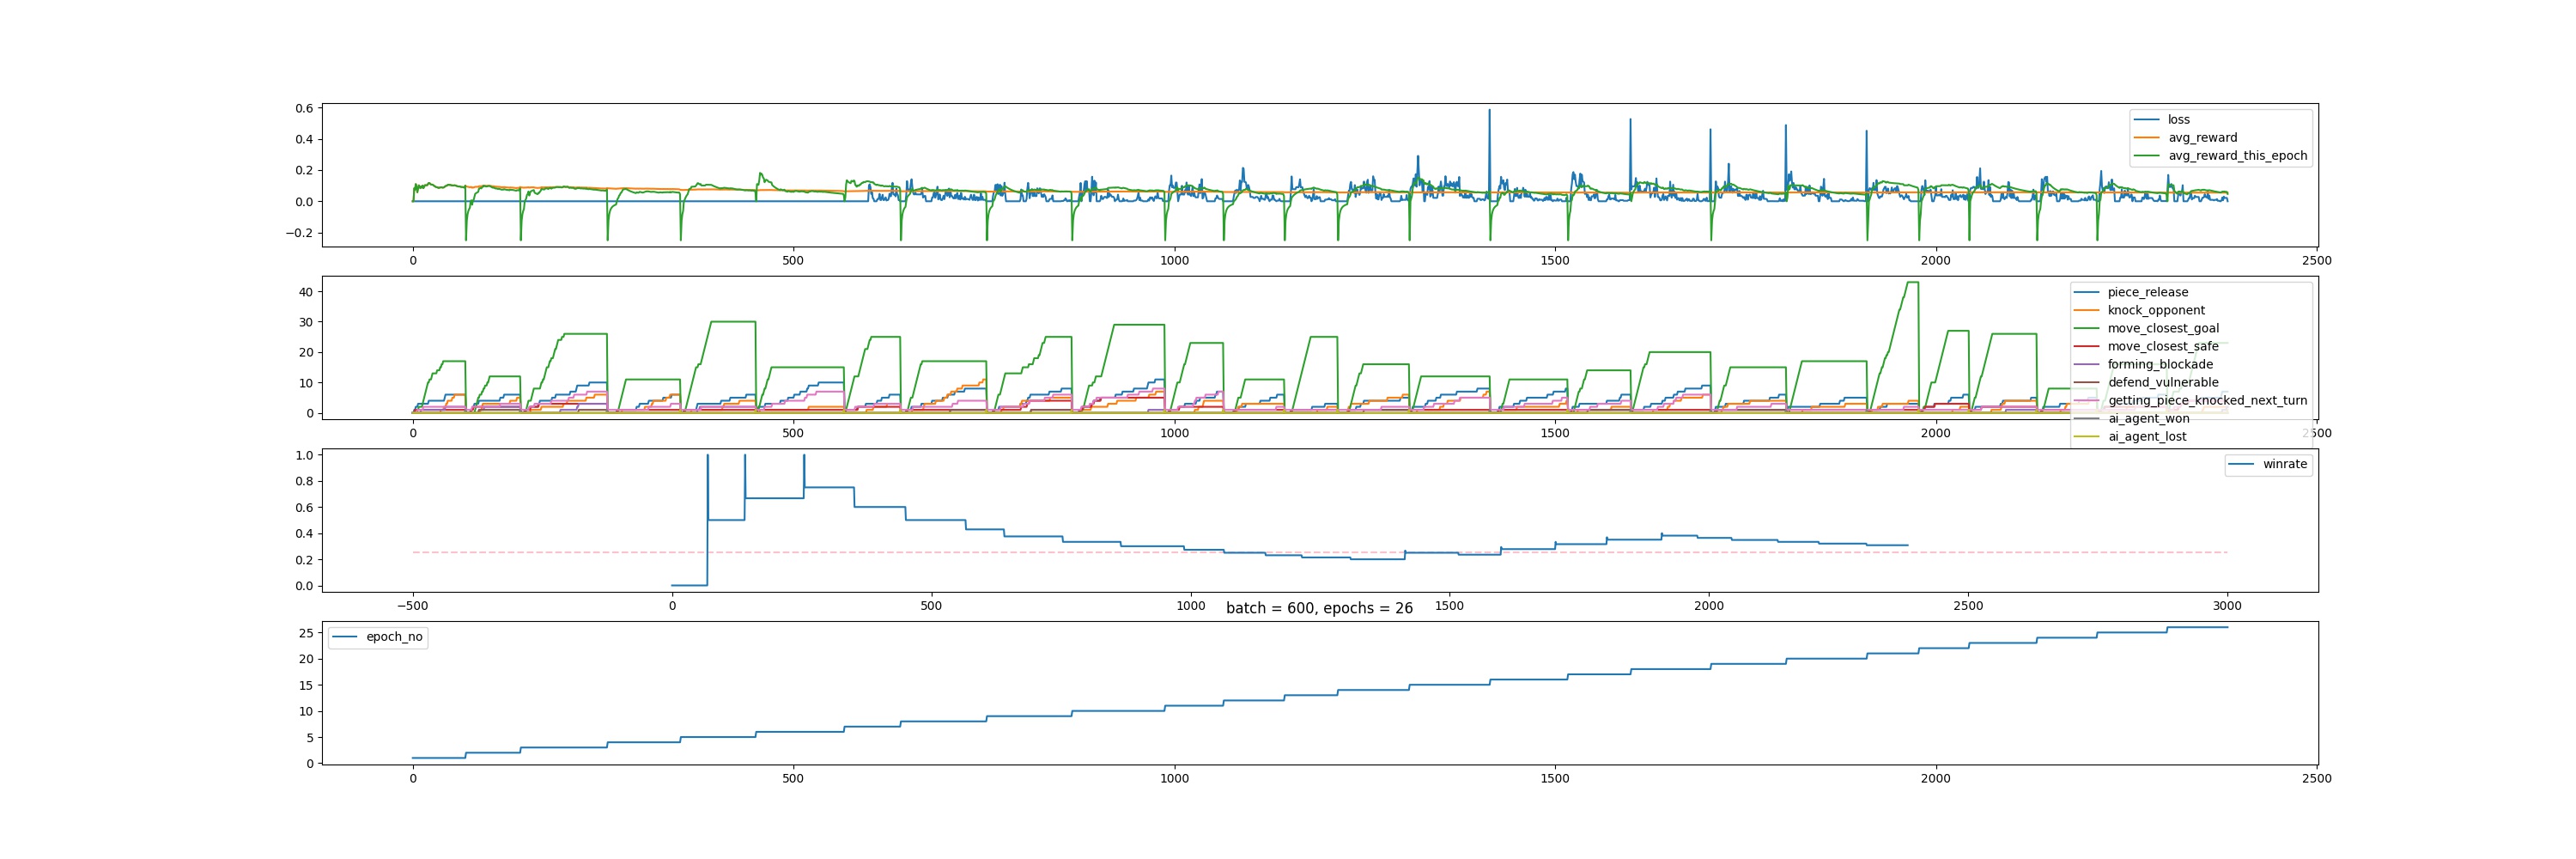 0.6
0.4
0.2
0.0
−0.2
loss
avg_reward
avg_reward_this_epoch
0 500 1000 1500 2000 2500
40
30
20
10
0
piece_release
knock_opponent
move_closest_goal
move_closest_safe
forming_blockade
defend_vulnerable
getting_piece_knocked_next_turn
ai_agent_won
ai_agent_lost
0 500 1000 1500 2000 2500
1.0
0.8
0.6
0.4
0.2
0.0
winrate
−500 0 500 1000 1500 2000 2500 3000
batch = 600, epochs = 26
25
20
15
10
5
0
epoch_no
0 500 1000 1500 2000 2500